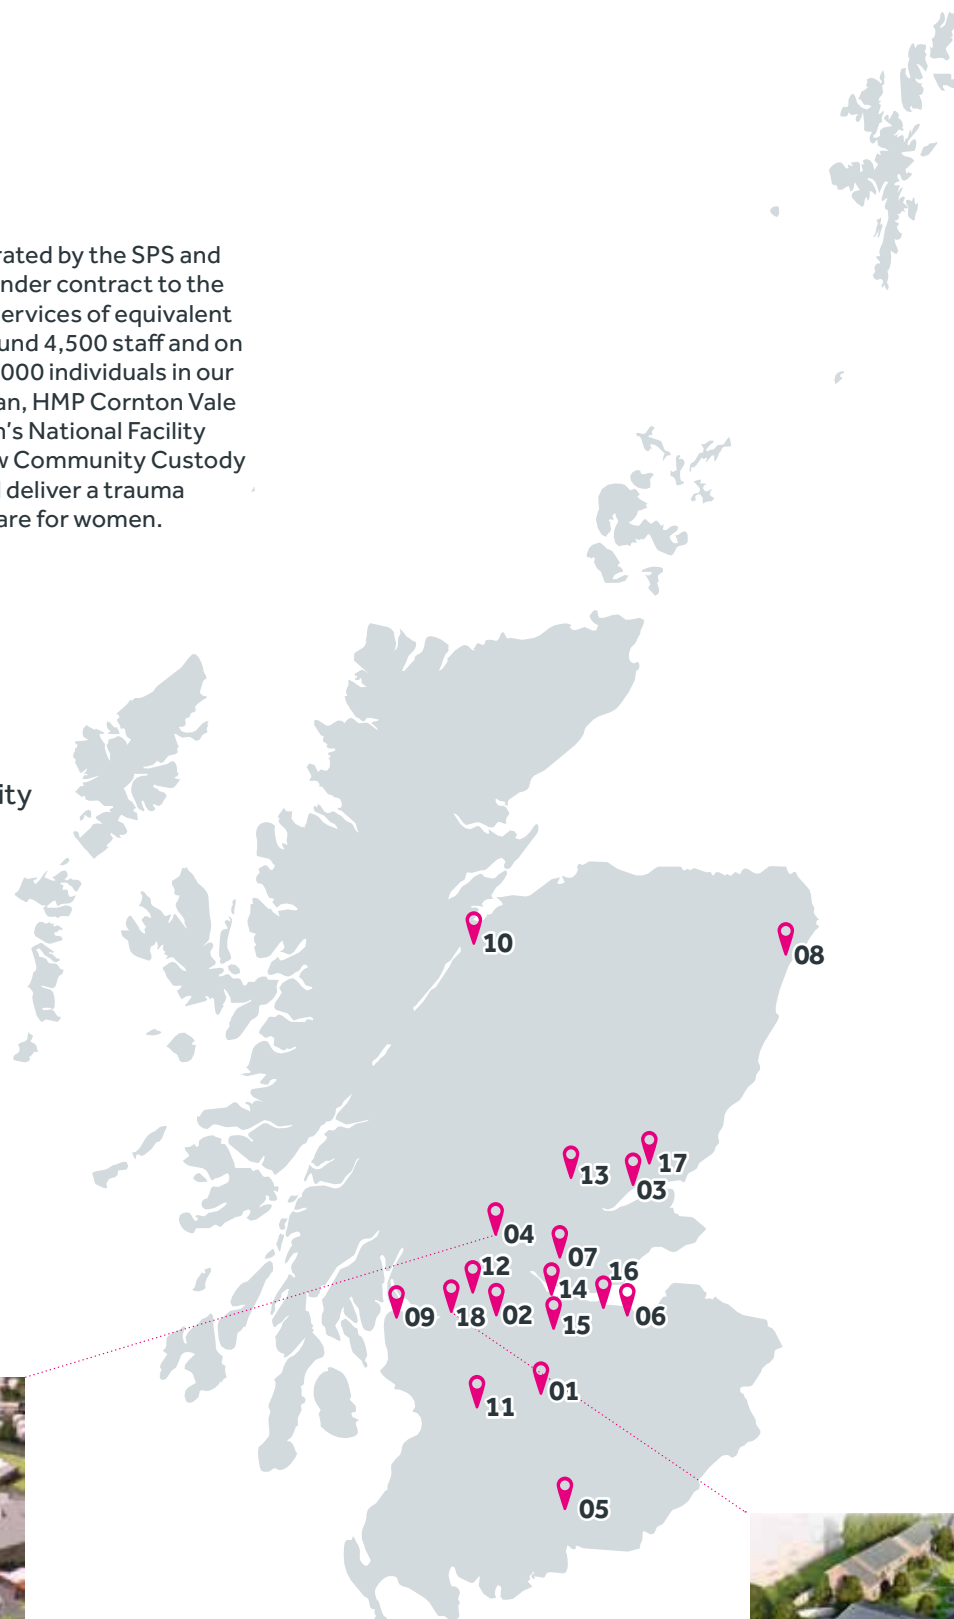 rated by the SPS and
nder contract to the
ervices of equivalent
und 4,500 staff and on
000 individuals in our
an, HMP Cornton Vale
n's National Facility
w Community Custody
deliver a trauma
are for women.
ity
10
08
17
13
03
04
07
12
16
14
09
18
02
06
15
01
11
05